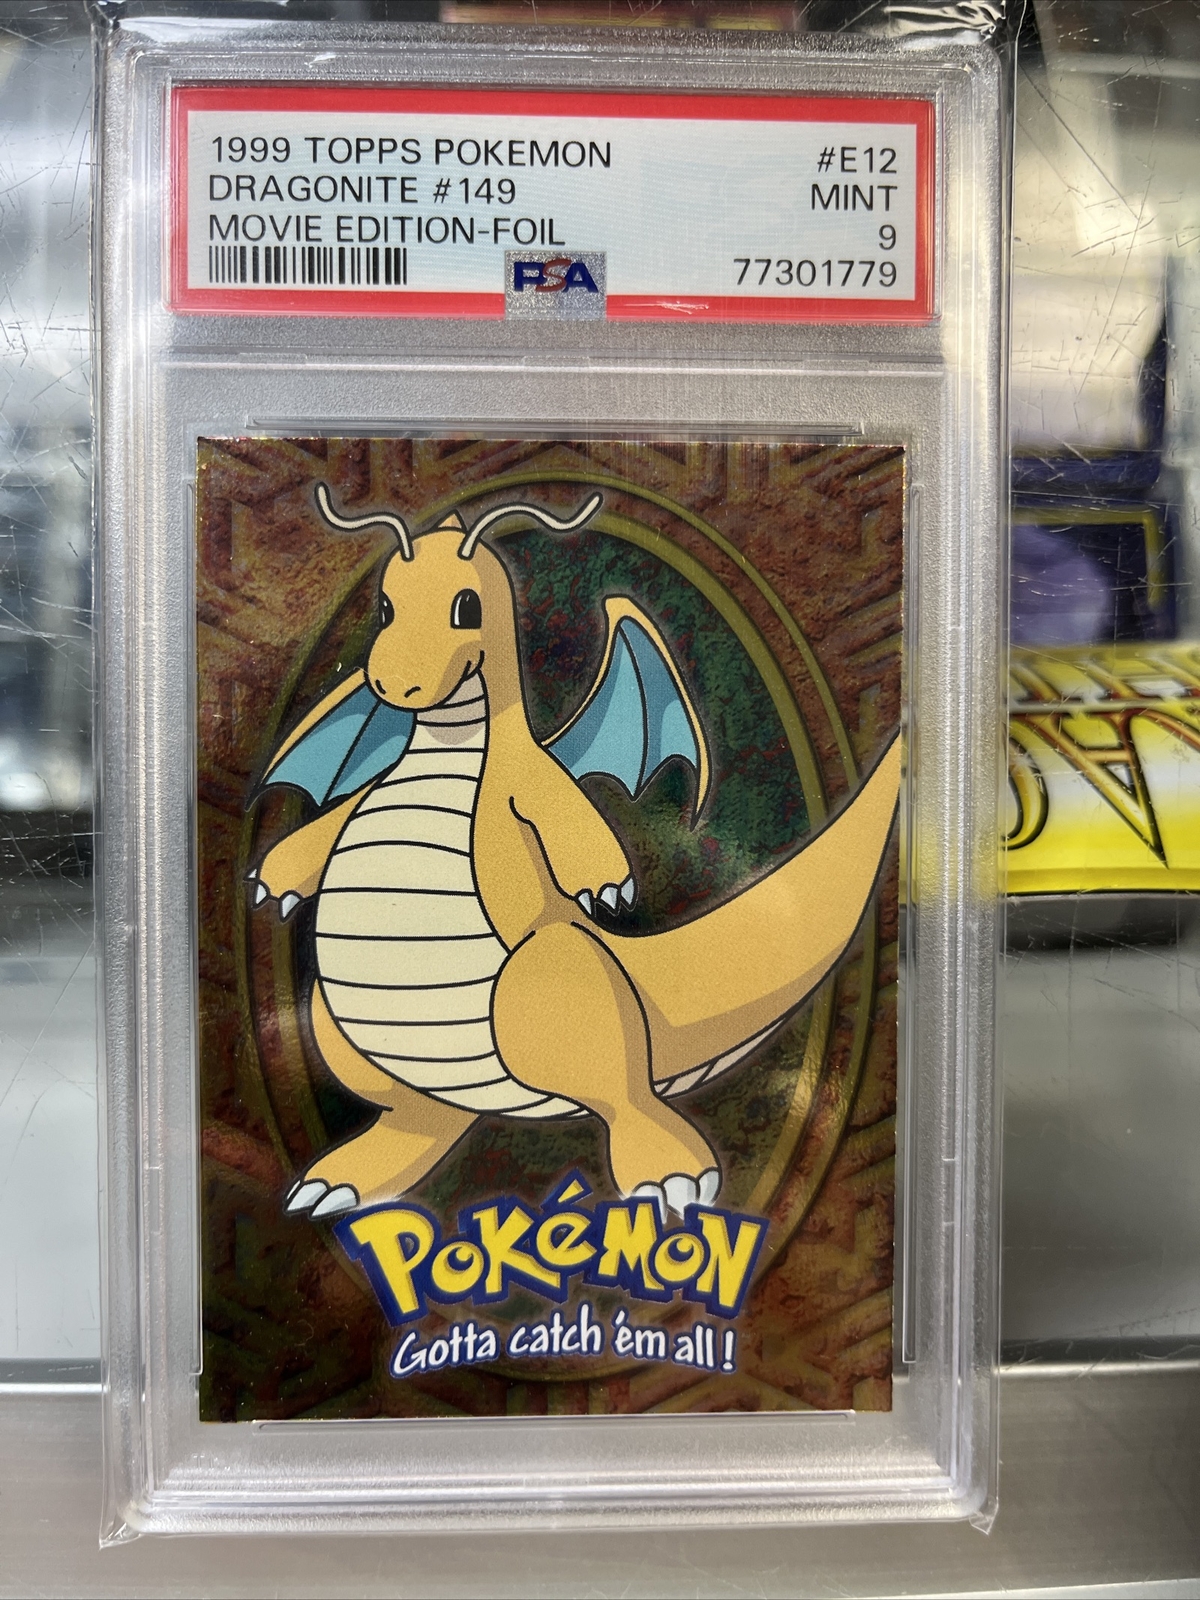 1999 TOPPS POKEMON #E12
DRAGONITE #149 MINT
MOVIE EDITION-FOIL 9
PSA 77301779
POKéMON
Gotta catch 'em all!